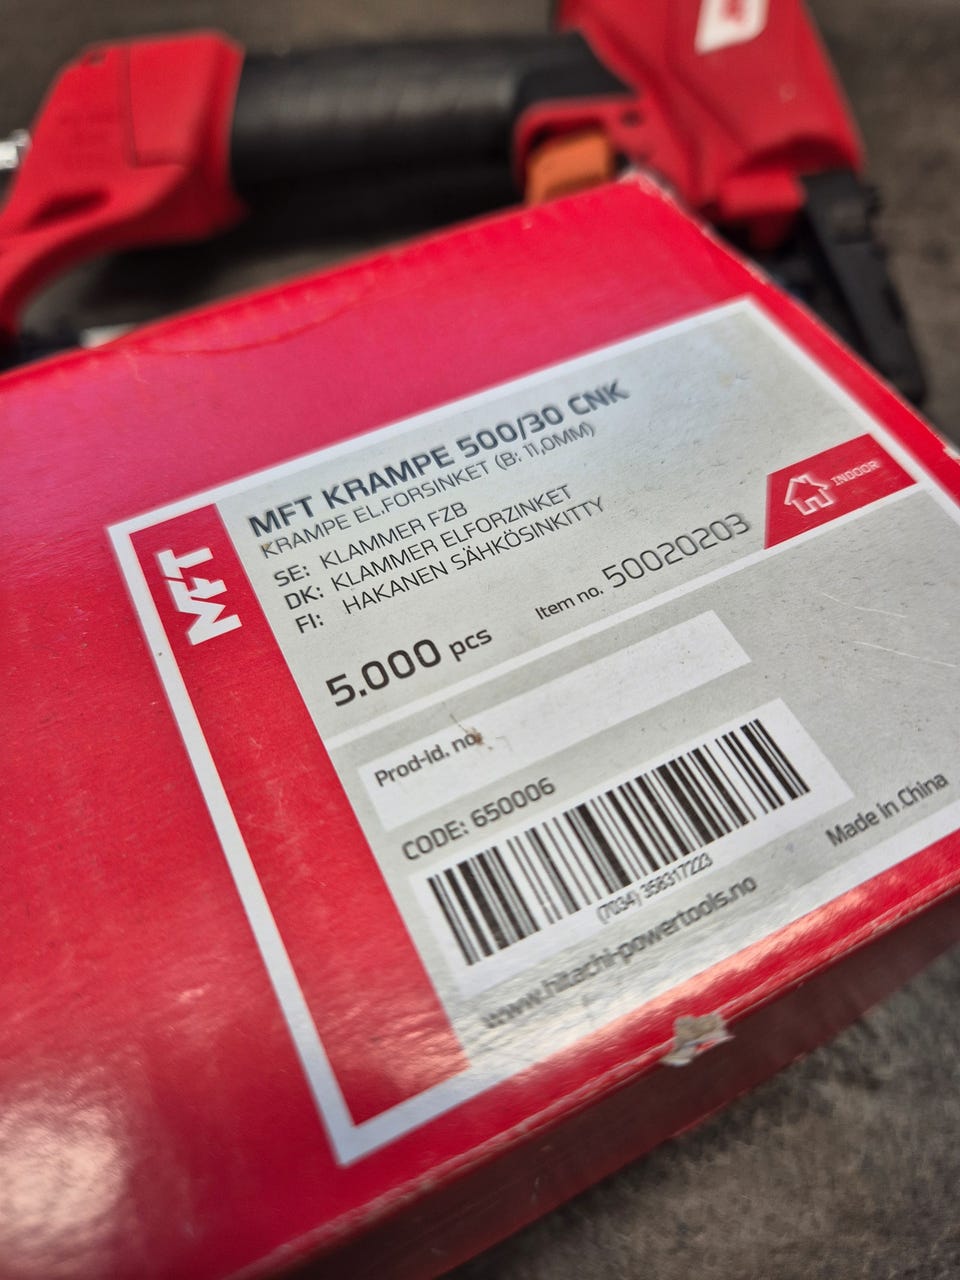 MFT
MFT KRAMPE 500/30 CNK
KRAMPE EL.FORSINKET (B: 11,0MM)
SE: KLAMMER FZB
DK: KLAMMER ELFORZINKET
FI: HAKANEN SÄHKÖSINKITTY
INDOOR
5.000 pcs Item no. 50020203
Prod-id. no.
CODE: 650006
(7034) 358317223
www.hitachi-powertools.no
Made in China